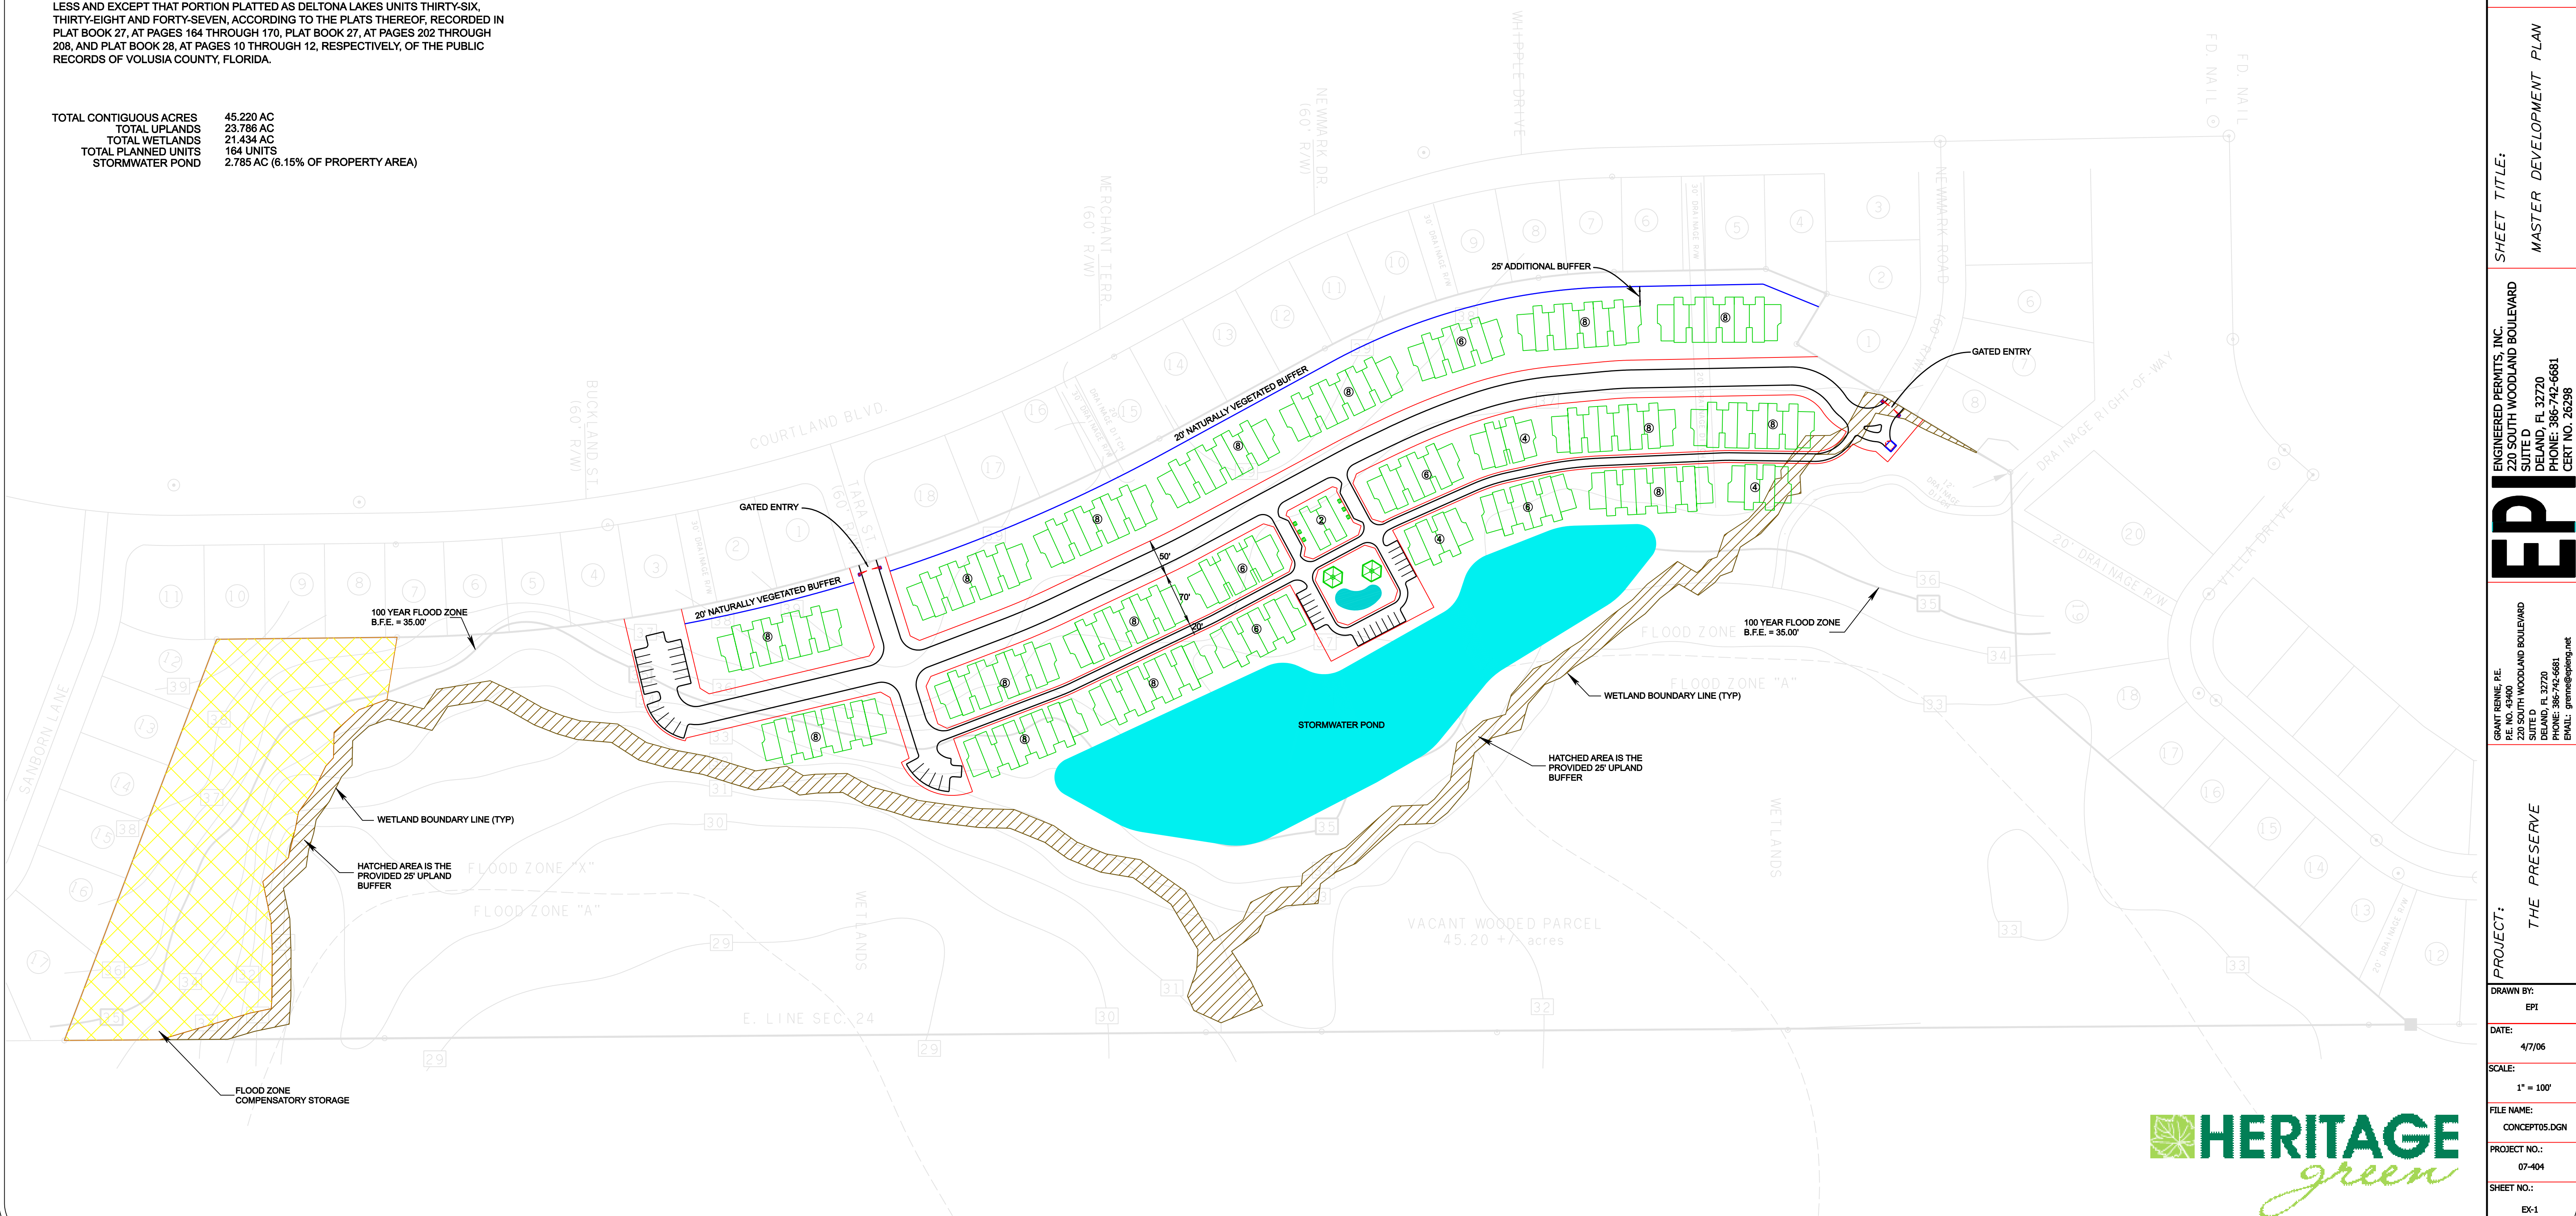 LESS AND EXCEPT THAT PORTION PLATTED AS DELTONA LAKES UNITS THIRTY-SIX,
THIRTY-EIGHT AND FORTY-SEVEN, ACCORDING TO THE PLATS THEREOF, RECORDED IN
PLAT BOOK 27, AT PAGES 164 THROUGH 170, PLAT BOOK 27, AT PAGES 202 THROUGH
208, AND PLAT BOOK 28, AT PAGES 10 THROUGH 12, RESPECTIVELY, OF THE PUBLIC
RECORDS OF VOLUSIA COUNTY, FLORIDA.
TOTAL CONTIGUOUS ACRES 45.220 AC
TOTAL UPLANDS 23.786 AC
TOTAL WETLANDS 21.434 AC
TOTAL PLANNED UNITS 164 UNITS
STORMWATER POND 2.785 AC (6.15% OF PROPERTY AREA)
WHIPPLE DRIVE
NEWMARK DR.
(60' R/W)
MERCHANT TERR.
(60' R/W)
BUCKLAND ST
(60' R/W)
COURTLAND BLVD.
TARA ST
FD. NAIL
FD. NAIL
NEWMARK ROAD
(60' R/W)
25' ADDITIONAL BUFFER
GATED ENTRY
20' NATURALLY VEGETATED BUFFER
GATED ENTRY
20' NATURALLY VEGETATED BUFFER
50'
70'
20'
100 YEAR FLOOD ZONE
B.F.E. = 35.00'
100 YEAR FLOOD ZONE
B.F.E. = 35.00'
DRAINAGE RIGHT-OF-WAY
20' DRAINAGE R/W
VILLA DRIVE
SANBORN LANE
FLOOD ZONE
FLOOD ZONE "A"
WETLAND BOUNDARY LINE (TYP)
STORMWATER POND
HATCHED AREA IS THE
PROVIDED 25' UPLAND
BUFFER
WETLAND BOUNDARY LINE (TYP)
HATCHED AREA IS THE
PROVIDED 25' UPLAND
BUFFER
FLOOD ZONE "X"
FLOOD ZONE "A"
WETLANDS
WETLANDS
VACANT WOODED PARCEL
45.20 +/- acres
E. LINE SEC. 24
20' DRAINAGE R/W
FLOOD ZONE
COMPENSATORY STORAGE
HERITAGE
green
SHEET TITLE:
MASTER DEVELOPMENT PLAN
ENGINEERED PERMITS, INC.
220 SOUTH WOODLAND BOULEVARD
SUITE D
DELAND, FL 32720
PHONE: 386-742-6681
CERT NO. 26298
EPI
GRANT RENNE, P.E.
P.E. NO. 43400
220 SOUTH WOODLAND BOULEVARD
SUITE D
DELAND, FL 32720
PHONE: 386-742-6681
EMAIL: grenne@epieng.net
PROJECT:
THE PRESERVE
DRAWN BY:
EPI
DATE:
4/7/06
SCALE:
1" = 100'
FILE NAME:
CONCEPT05.DGN
PROJECT NO.:
07-404
SHEET NO.:
EX-1